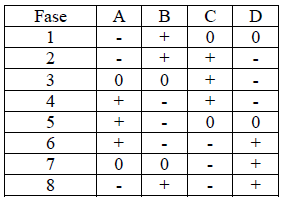 Fase A B C D
1 - + 0 0
2 - + + -
3 0 0 + -
4 + - + -
5 + - 0 0
6 + - - +
7 0 0 - +
8 - + - +